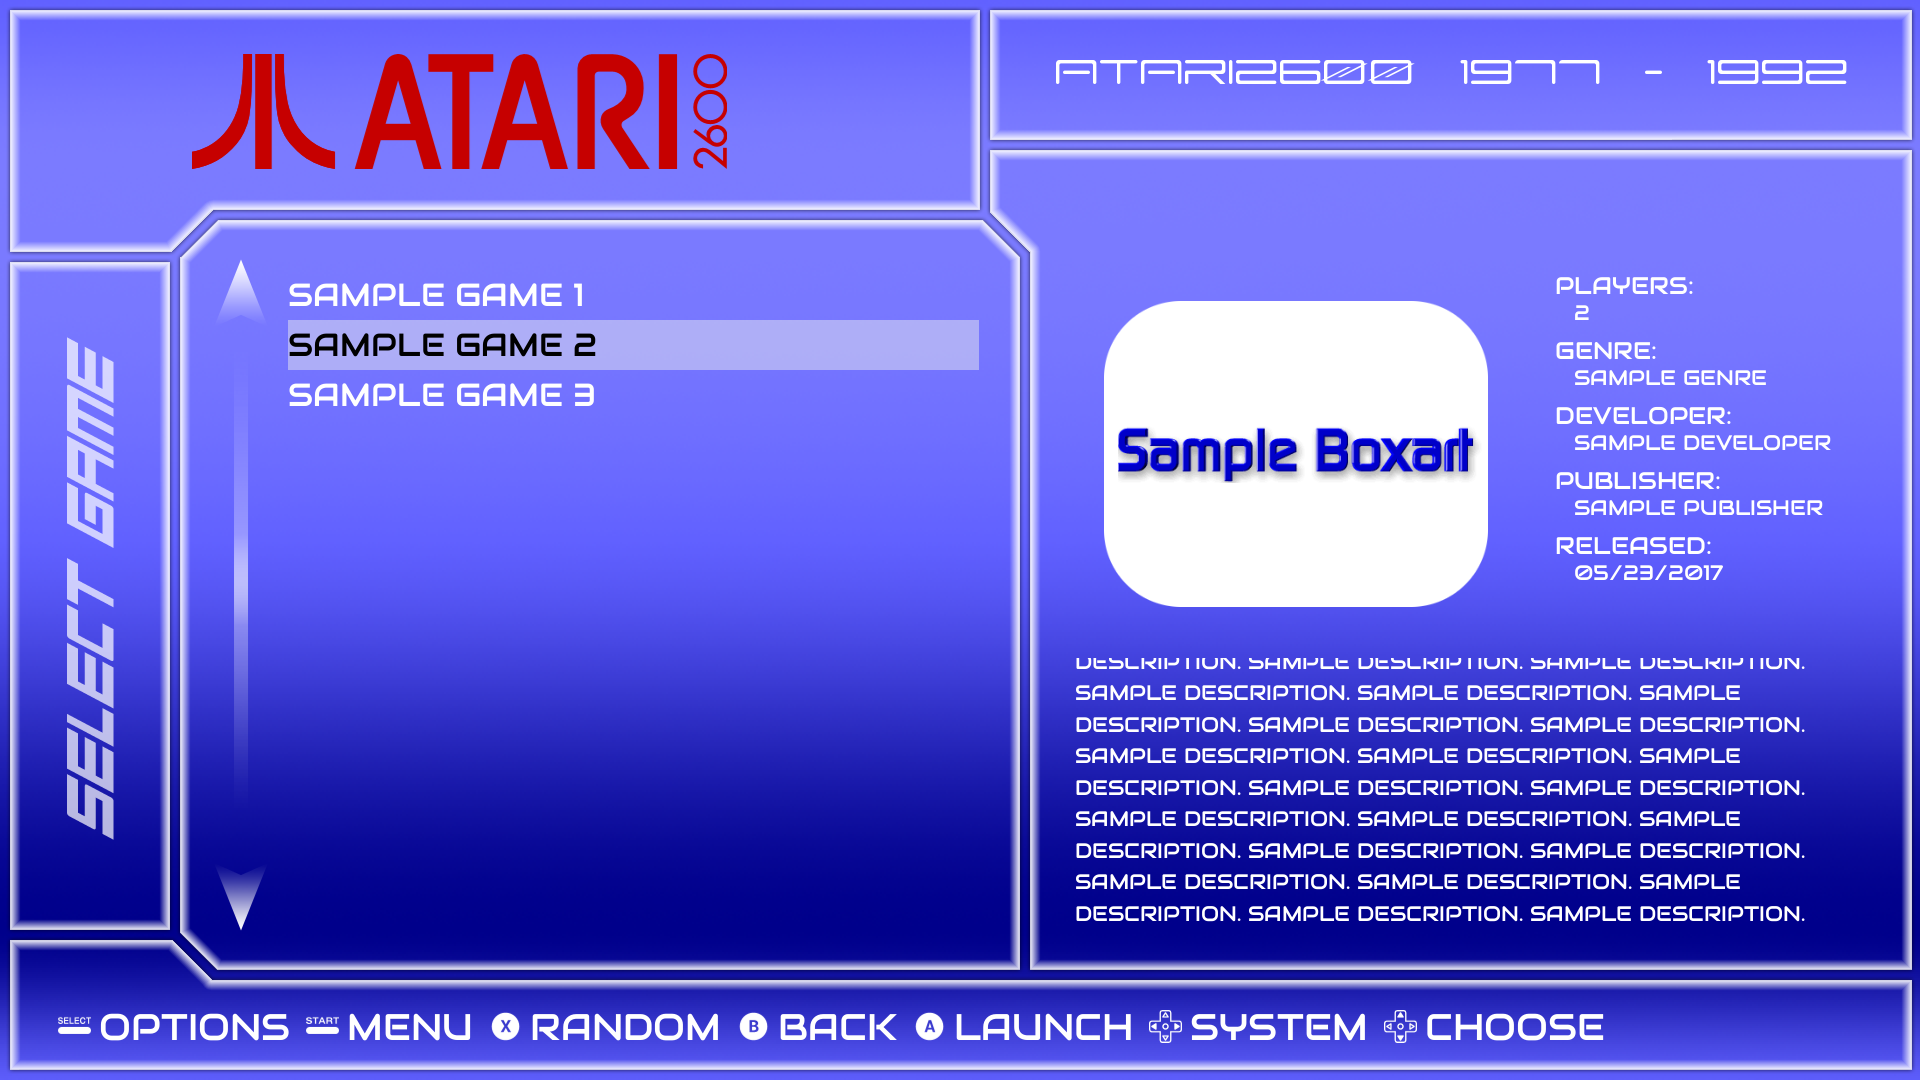 ATARI 2600
ATARI2600 1977 - 1992
SELECT GAME
SAMPLE GAME 1
SAMPLE GAME 2
SAMPLE GAME 3
Sample Boxart
PLAYERS:
2
GENRE:
SAMPLE GENRE
DEVELOPER:
SAMPLE DEVELOPER
PUBLISHER:
SAMPLE PUBLISHER
RELEASED:
05/23/2017
DESCRIPTION. SAMPLE DESCRIPTION. SAMPLE DESCRIPTION.
SAMPLE DESCRIPTION. SAMPLE DESCRIPTION. SAMPLE
DESCRIPTION. SAMPLE DESCRIPTION. SAMPLE DESCRIPTION.
SAMPLE DESCRIPTION. SAMPLE DESCRIPTION. SAMPLE
DESCRIPTION. SAMPLE DESCRIPTION. SAMPLE DESCRIPTION.
SAMPLE DESCRIPTION. SAMPLE DESCRIPTION. SAMPLE
DESCRIPTION. SAMPLE DESCRIPTION. SAMPLE DESCRIPTION.
SAMPLE DESCRIPTION. SAMPLE DESCRIPTION. SAMPLE
DESCRIPTION. SAMPLE DESCRIPTION. SAMPLE DESCRIPTION.
SELECT OPTIONS START MENU X RANDOM B BACK A LAUNCH SYSTEM CHOOSE